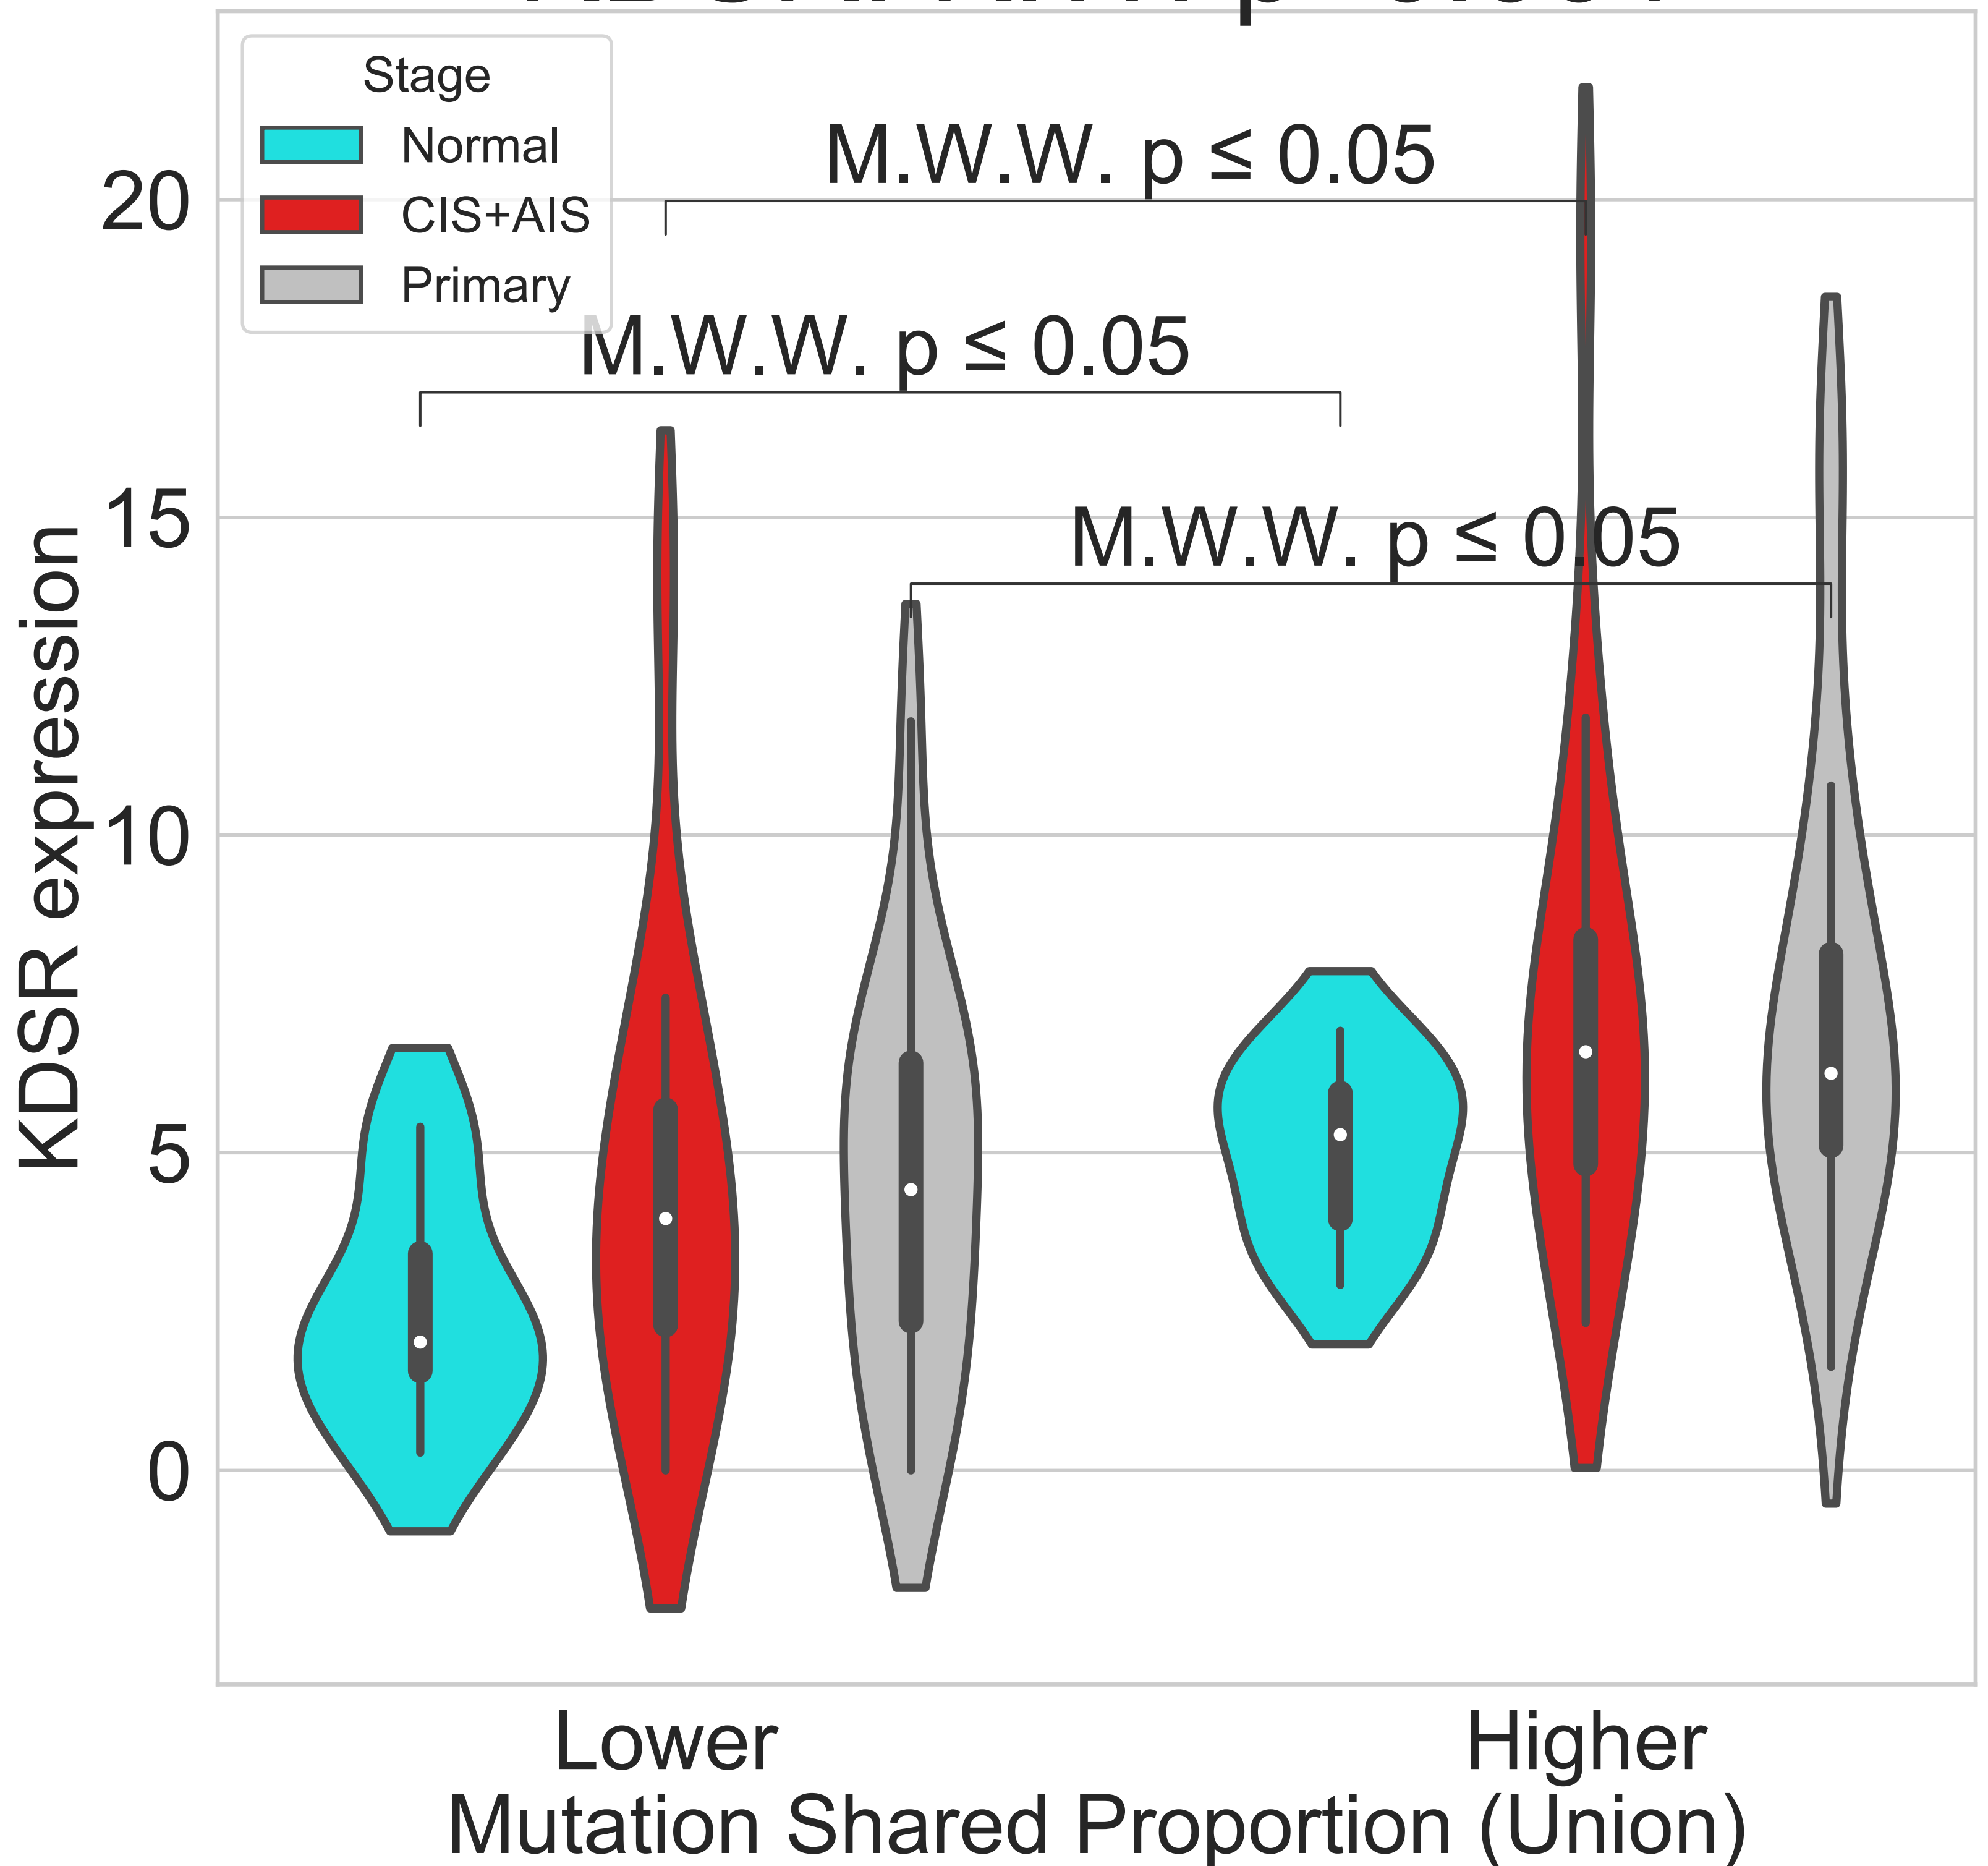 Stage
Normal
CIS+AIS
Primary
M.W.W. p ≤ 0.05
M.W.W. p ≤ 0.05
M.W.W. p ≤ 0.05
20
15
10
5
0
KDSR expression
Lower
Higher
Mutation Shared Proportion (Union)